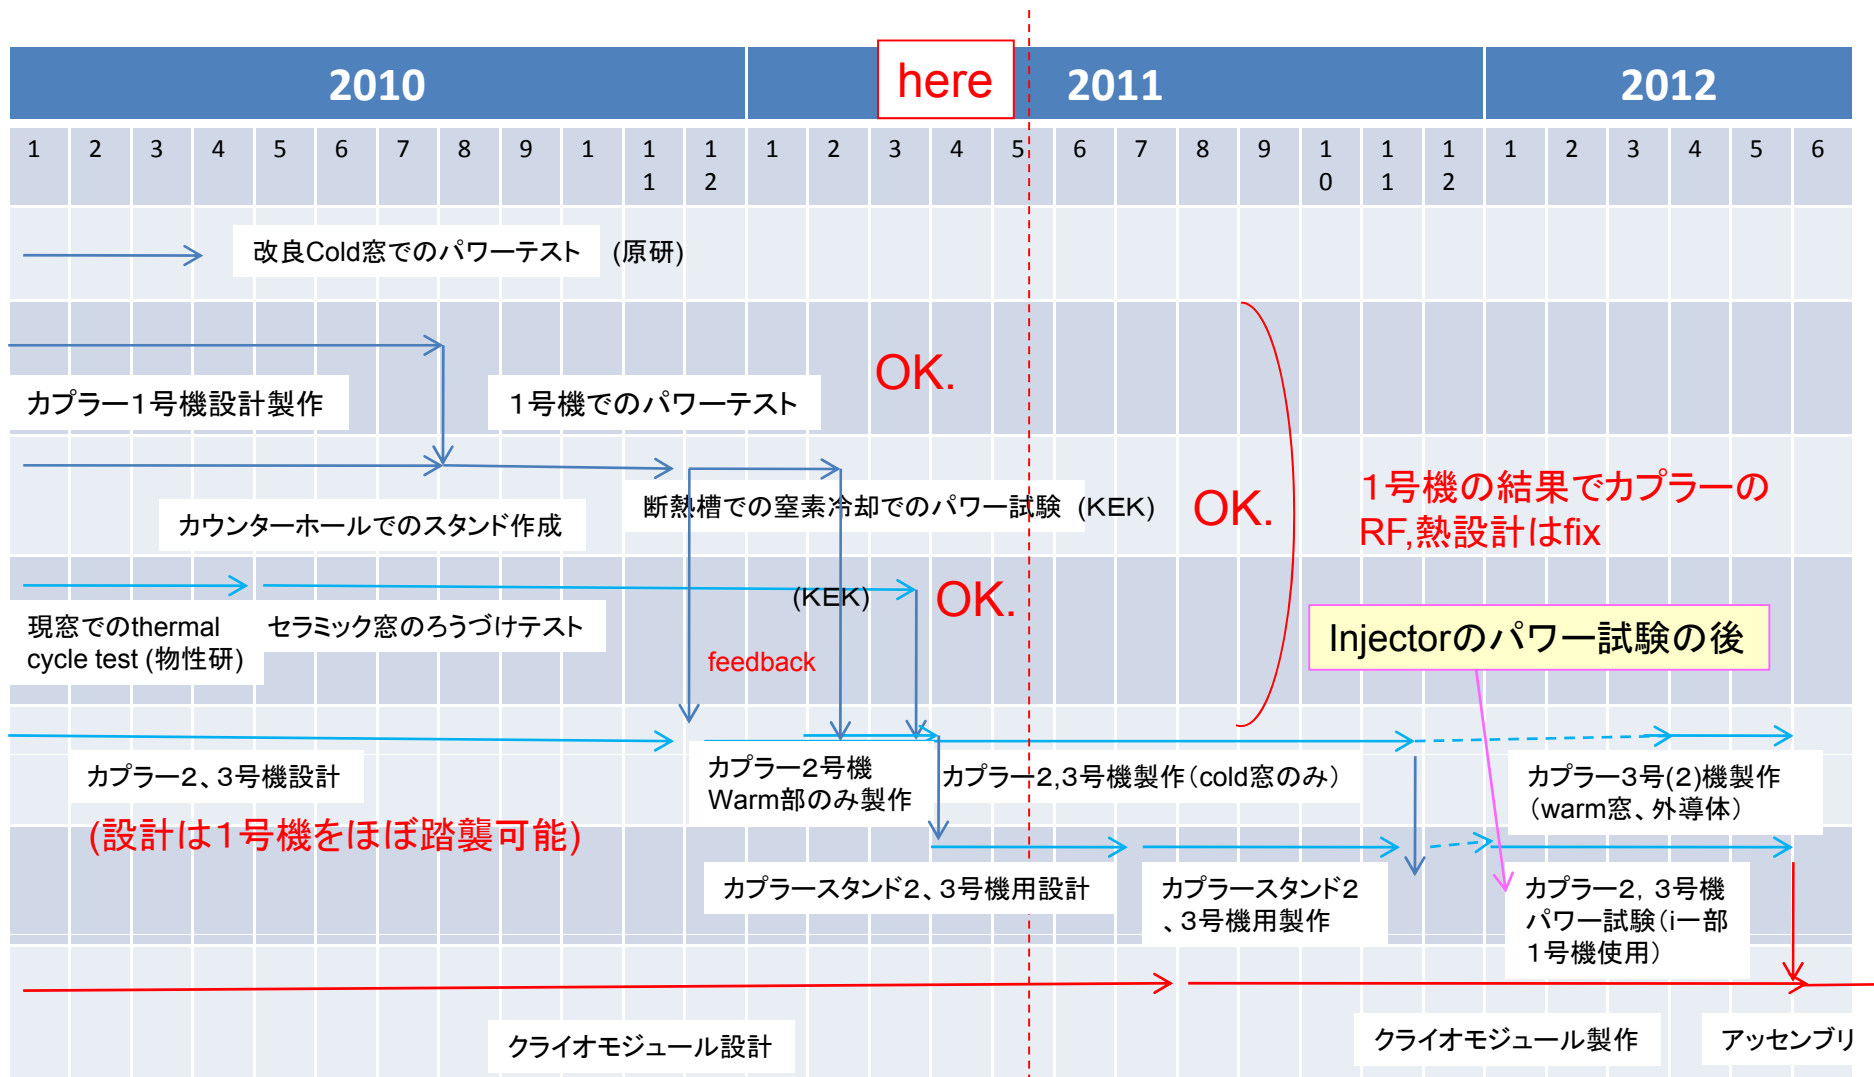 2010
here
2011
2012
1 2 3 4 5 6 7 8 9 1 11 12 1 2 3 4 5 6 7 8 9 10 11 12 1 2 3 4 5 6
改良Cold窓でのパワーテスト (原研)
OK.
カプラー１号機設計製作
１号機でのパワーテスト
断熱槽での窒素冷却でのパワー試験 (KEK)
OK.
カウンターホールでのスタンド作成
１号機の結果でカプラーの
RF,熱設計はfix
(KEK)
OK.
現窓でのthermal
cycle test (物性研)
セラミック窓のろうづけテスト
feedback
Injectorのパワー試験の後
カプラー２、３号機設計
カプラー２号機
Warm部のみ製作
カプラー２,３号機製作（cold窓のみ）
カプラー３号(２)機製作
（warm窓、外導体）
(設計は１号機をほぼ踏襲可能)
カプラースタンド２、３号機用設計
カプラースタンド２
、３号機用製作
カプラー２，３号機
パワー試験（i一部
１号機使用）
クライオモジュール設計
クライオモジュール製作
アッセンブリ